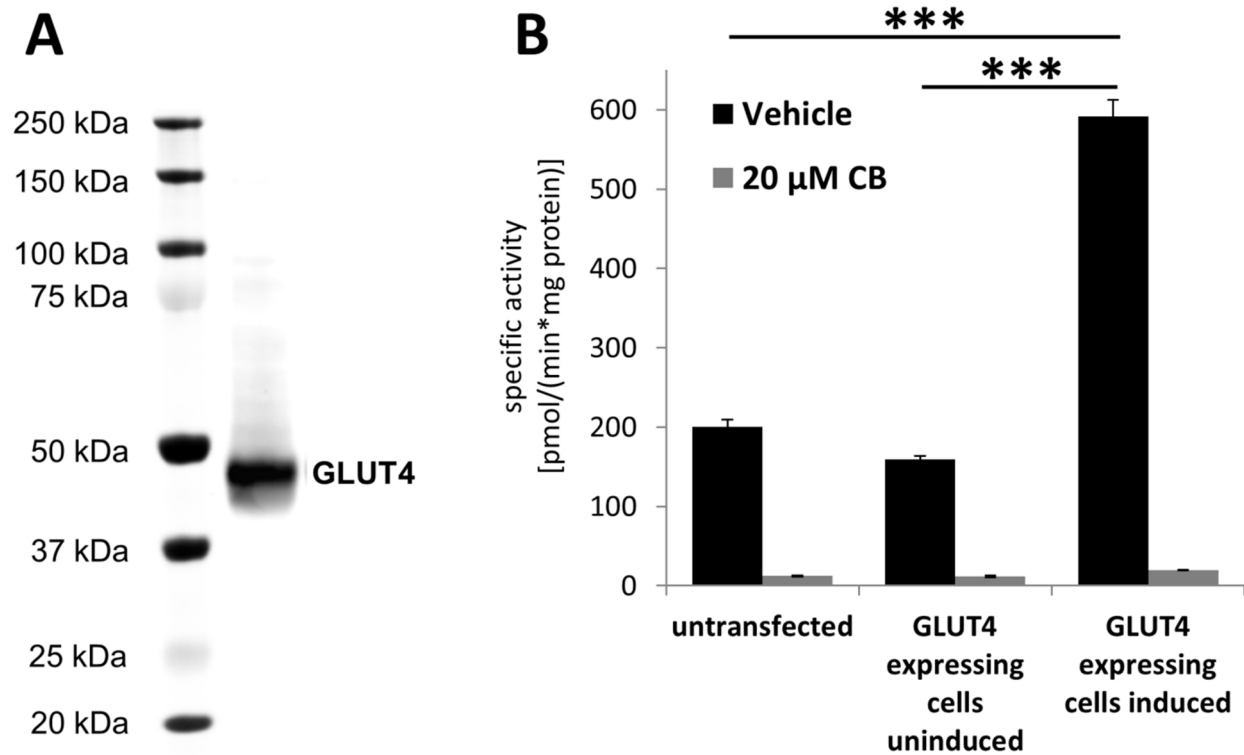 A
250 kDa
150 kDa
100 kDa
75 kDa
50 kDa
37 kDa
25 kDa
20 kDa
GLUT4
B
***
***
Vehicle
20 µM CB
specific activity
[pmol/(min*mg protein)]
600
500
400
300
200
100
0
untransfected
GLUT4
expressing
cells
uninduced
GLUT4
expressing
cells induced